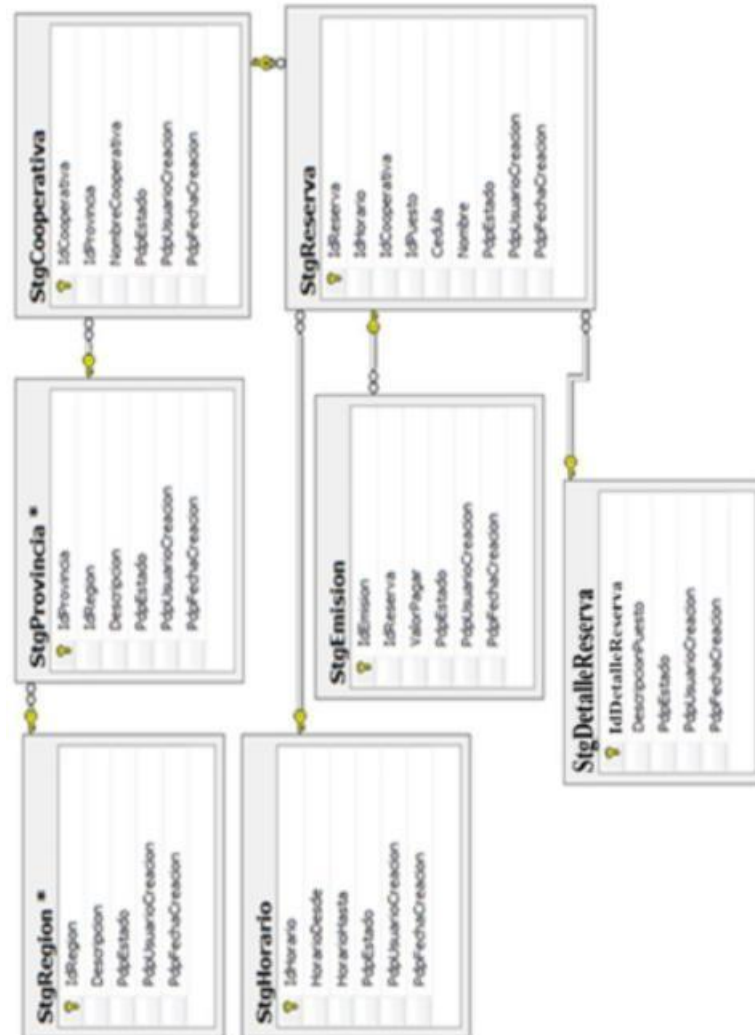 StgRegion *
IdRegion
Descripcion
PdpEstado
PdpUsuarioCreacion
PdpFechaCreacion
StgProvincia *
IdProvincia
IdRegion
Descripcion
PdpEstado
PdpUsuarioCreacion
PdpFechaCreacion
StgCooperativa
IdCooperativa
IdProvincia
NombreCooperativa
PdpEstado
PdpUsuarioCreacion
PdpFechaCreacion
StgHorario
IdHorario
HorarioDesde
HorarioHasta
PdpEstado
PdpUsuarioCreacion
PdpFechaCreacion
StgEmision
IdEmision
IdReserva
ValorPagar
PdpEstado
PdpUsuarioCreacion
PdpFechaCreacion
StgReserva
IdReserva
IdHorario
IdCooperativa
IdPuesto
Cedula
Nombre
PdpEstado
PdpUsuarioCreacion
PdpFechaCreacion
StgDetalleReserva
IdDetalleReserva
DescripcionPuesto
PdpEstado
PdpUsuarioCreacion
PdpFechaCreacion